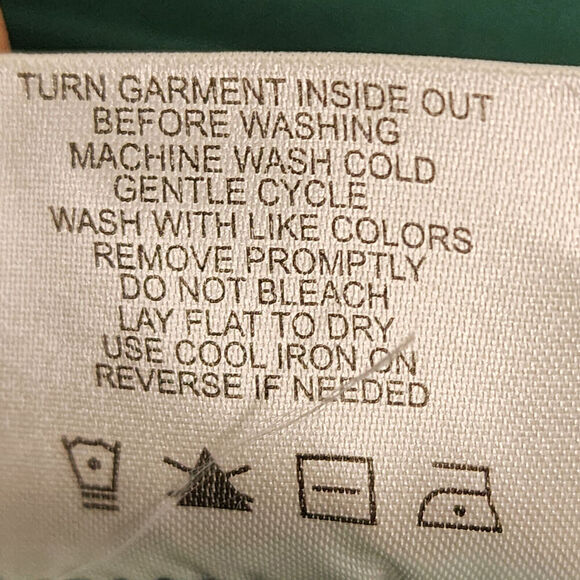 TURN GARMENT INSIDE OUT
BEFORE WASHING
MACHINE WASH COLD
GENTLE CYCLE
WASH WITH LIKE COLORS
REMOVE PROMPTLY
DO NOT BLEACH
LAY FLAT TO DRY
USE COOL IRON ON
REVERSE IF NEEDED